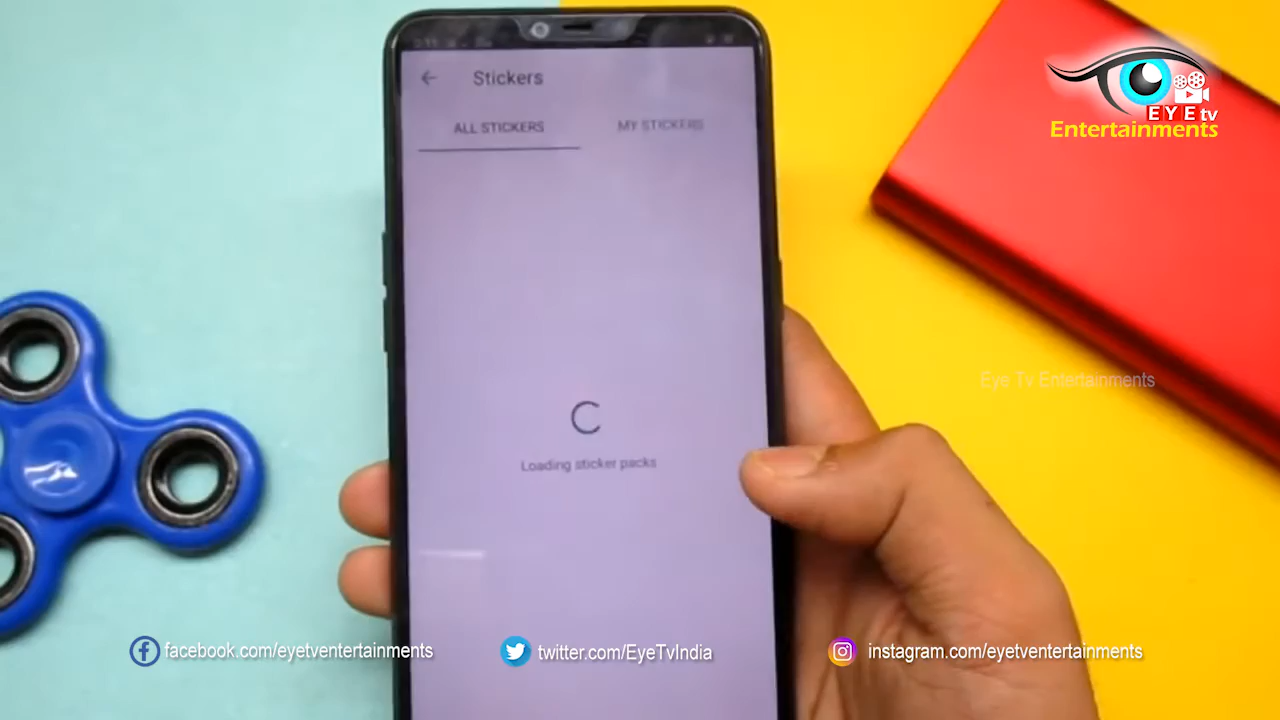 Stickers
ALL STICKERS
MY STICKERS
Loading sticker packs
EYE tv
Entertainments
Eye Tv Entertainments
facebook.com/eyetventertainments
twitter.com/EyeTvIndia
instagram.com/eyetventertainments